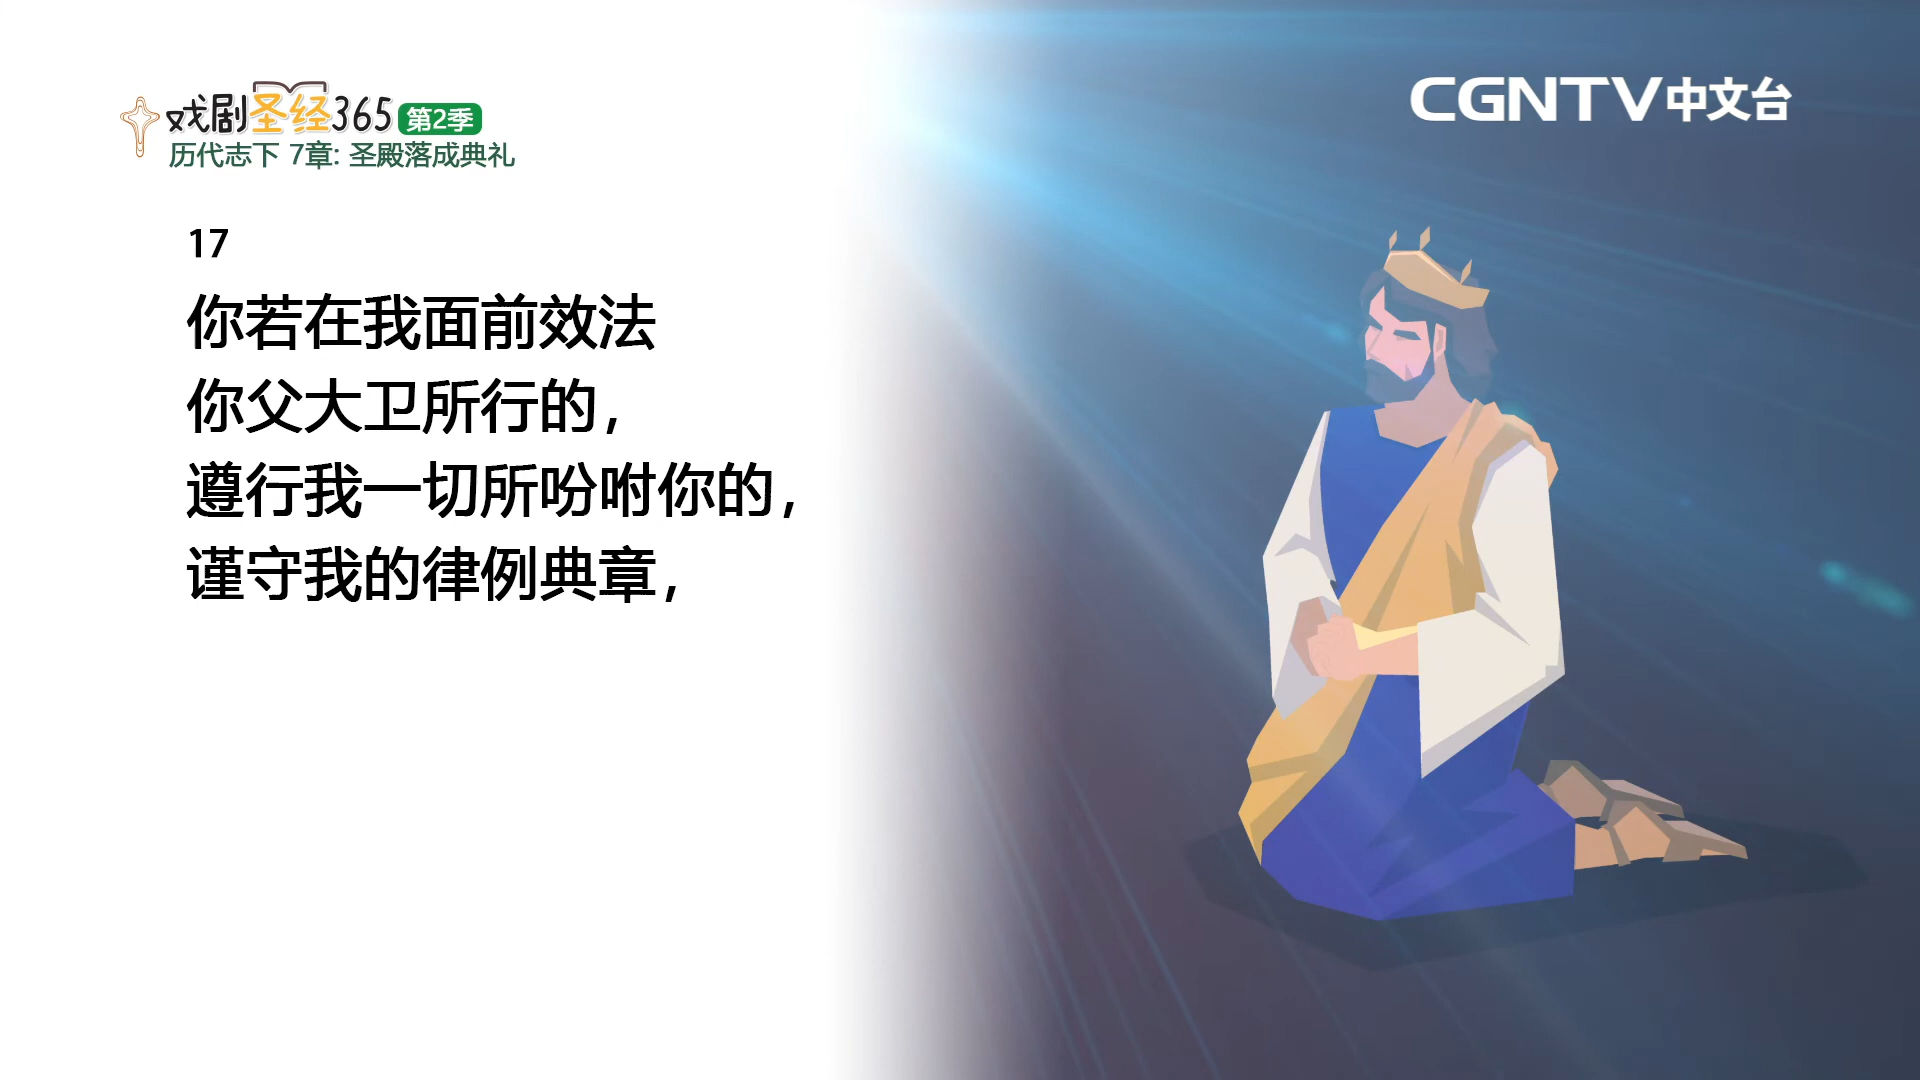 戏剧圣经365 第2季
历代志下 7章: 圣殿落成典礼
CGNTV中文台
17
你若在我面前效法
你父大卫所行的，
遵行我一切所吩咐你的，
谨守我的律例典章，